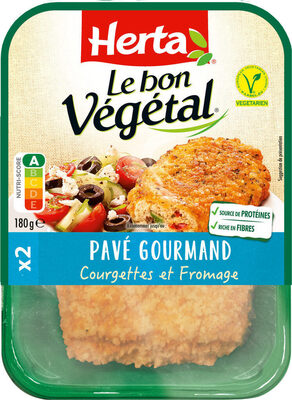 Herta
Le bon
Végétal
VEGETARIEN
NUTRI-SCORE
A
B
C
D
E
180g e
SOURCE DE PROTÉINES
RICHE EN FIBRES
x2
PAVÉ GOURMAND
Courgettes et Fromage